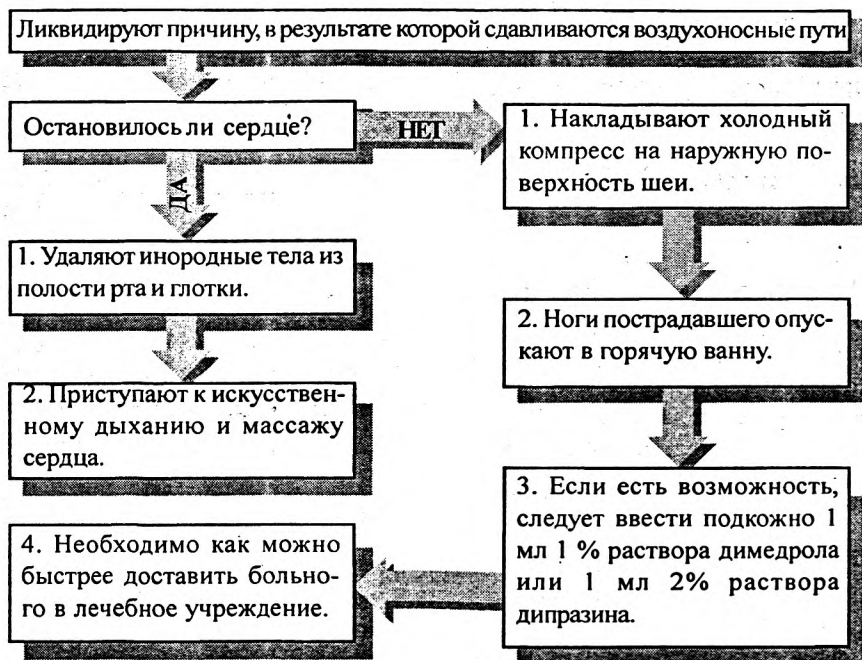 Ликвидируют причину, в результате которой сдавливаются воздухоносные пути
Остановилось ли сердце?
НЕТ
ДА
1. Накладывают холодный
компресс на наружную по-
верхность шеи.
1. Удаляют инородные тела из
полости рта и глотки.
2. Ноги пострадавшего опус-
кают в горячую ванну.
2. Приступают к искусствен-
ному дыханию и массажу
сердца.
3. Если есть возможность,
следует ввести подкожно 1
мл 1 % раствора димедрола
или 1 мл 2% раствора
дипразина.
4. Необходимо как можно
быстрее доставить больно-
го в лечебное учреждение.